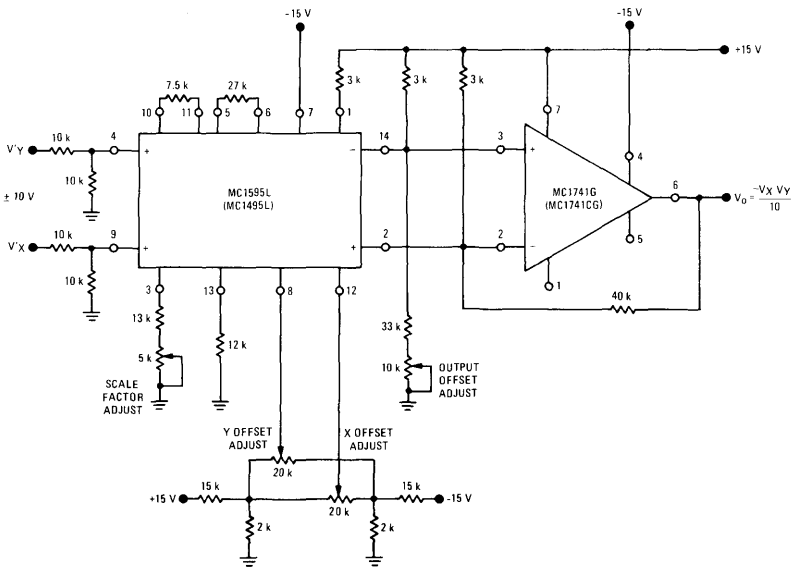 -15 V
-15 V
+15 V
7.5 k
27 k
3 k
3 k
3 k
10 11 5 6 7 1
7
10 k
4
V'Y
+
−
14
3
+
4
10 k
± 10 V
MC1595L
(MC1495L)
MC1741G
(MC1741CG)
6
V₀ = −VX VY / 10
5
10 k
9
V'X
+
+
2
2
−
10 k
1
3 13 8 12
40 k
13 k
12 k
33 k
5 k
10 k
SCALE
FACTOR
ADJUST
OUTPUT
OFFSET
ADJUST
Y OFFSET
ADJUST
X OFFSET
ADJUST
20 k
+15 V
15 k
20 k
15 k
-15 V
2 k
2 k